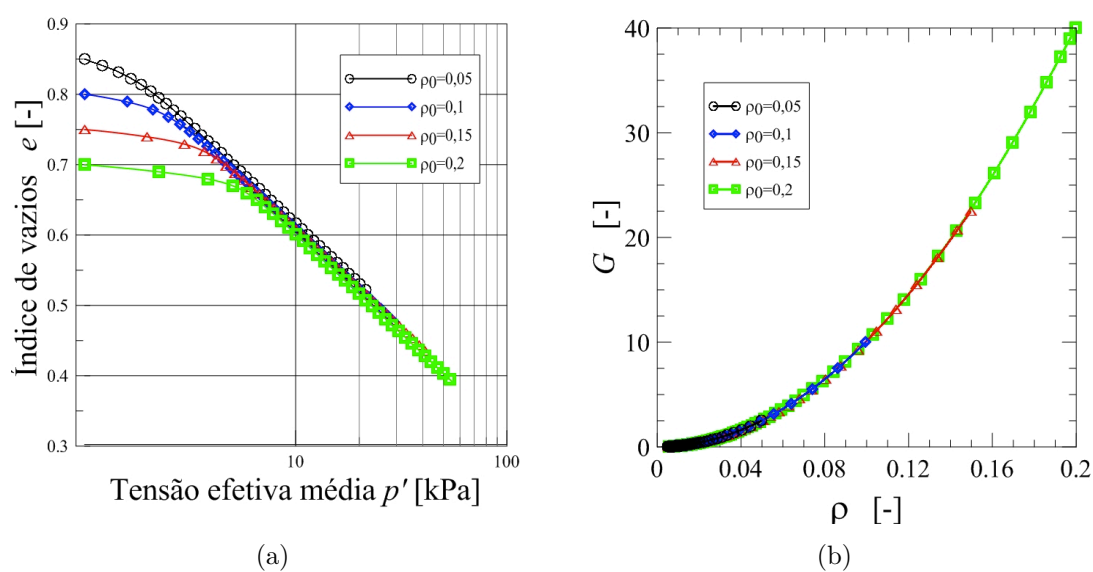 0.9
0.8
0.7
0.6
0.5
0.4
0.3
Índice de vazios e [-]
ρ0=0,05
ρ0=0,1
ρ0=0,15
ρ0=0,2
10
100
Tensão efetiva média p' [kPa]
(a)
40
30
20
10
0
G [-]
ρ0=0,05
ρ0=0,1
ρ0=0,15
ρ0=0,2
0
0.04
0.08
0.12
0.16
0.2
ρ [-]
(b)